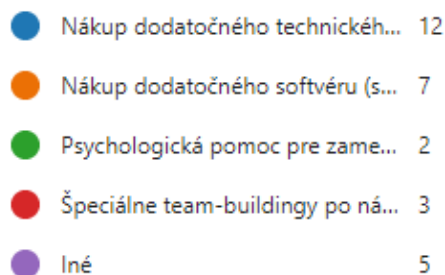 Nákup dodatočného technickéh... 12
Nákup dodatočného softvéru (s... 7
Psychologická pomoc pre zame... 2
Špeciálne team-buildingy po ná... 3
Iné 5